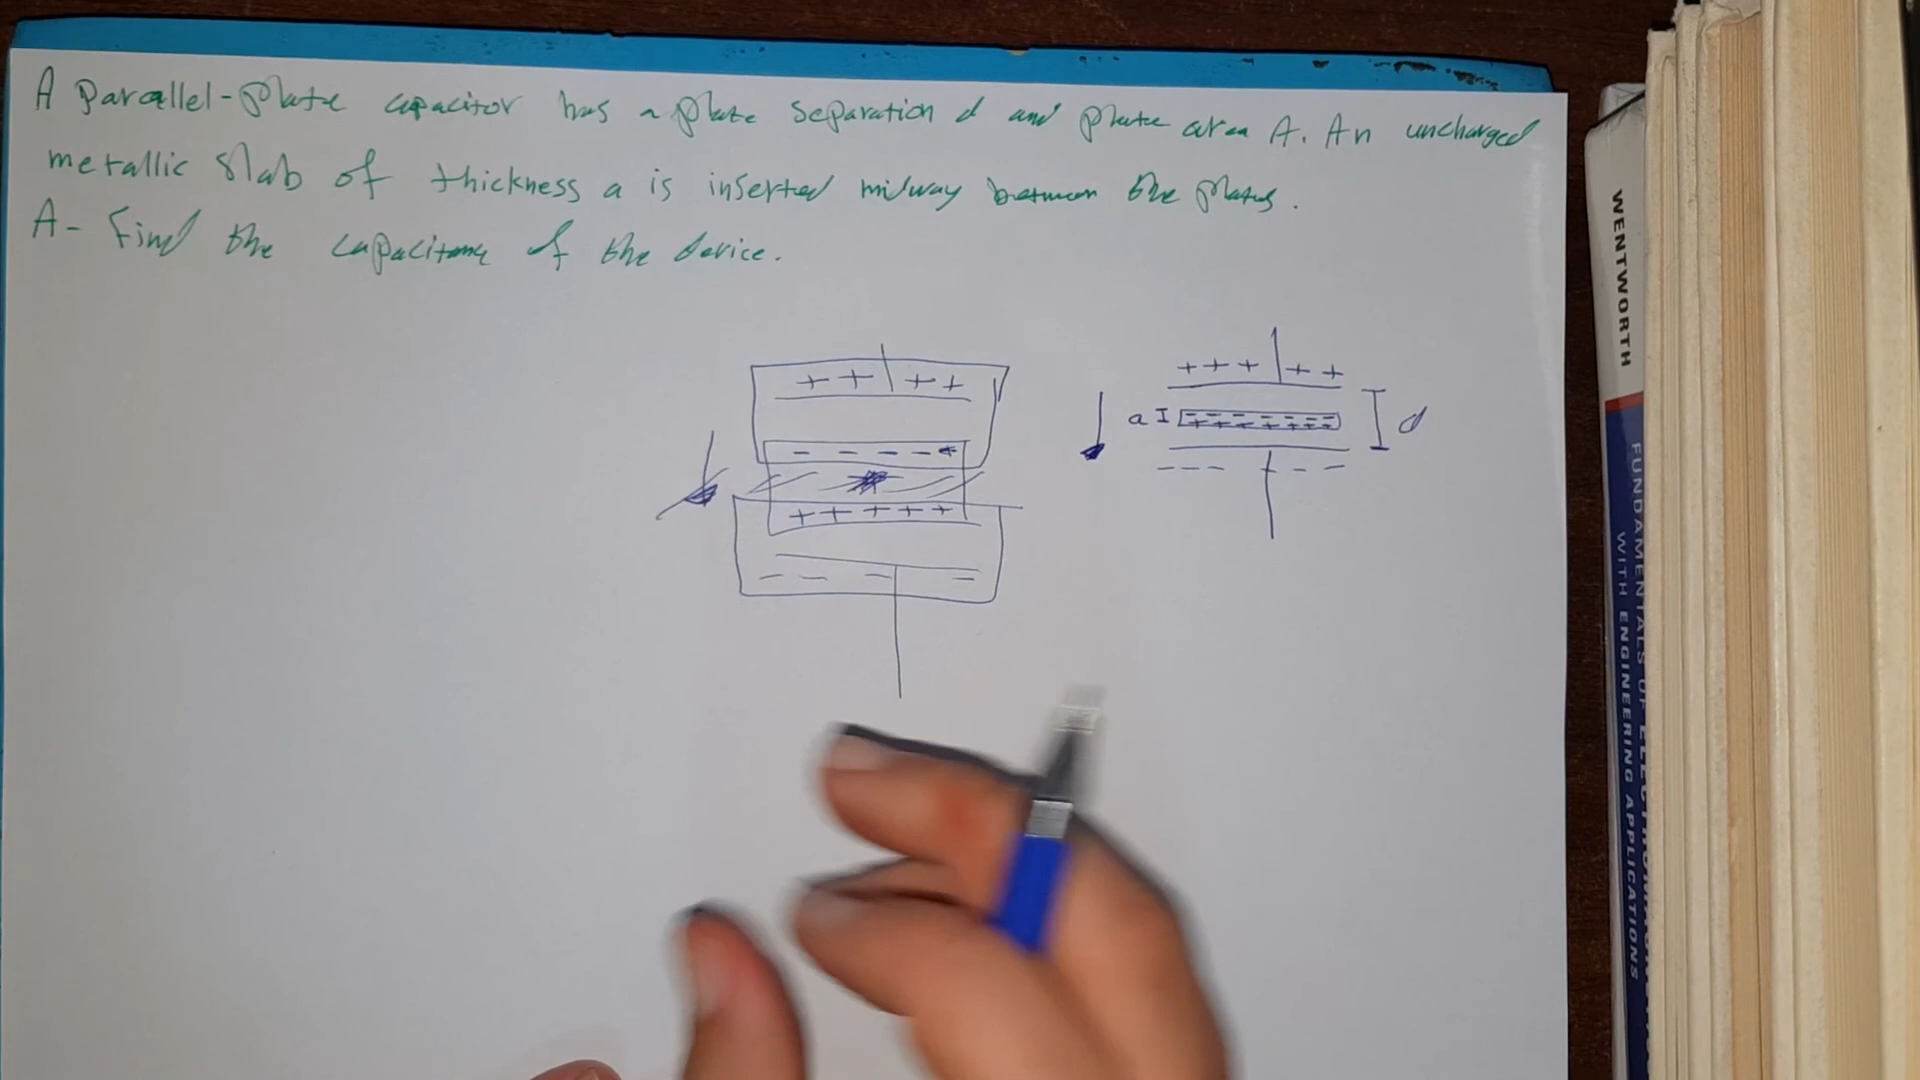 A Parallel-plate capacitor has a plate separation d and plate area A. An uncharged
metallic slab of thickness a is inserted midway between the plates.
A- Find the capacitance of the device.
+ + + +
+ + + + +
a
- - - - -
d
+ + + + +
- - - -
WENTWORTH
FUNDAMENTALS OF ELECTROMAGNETICS
WITH ENGINEERING APPLICATIONS